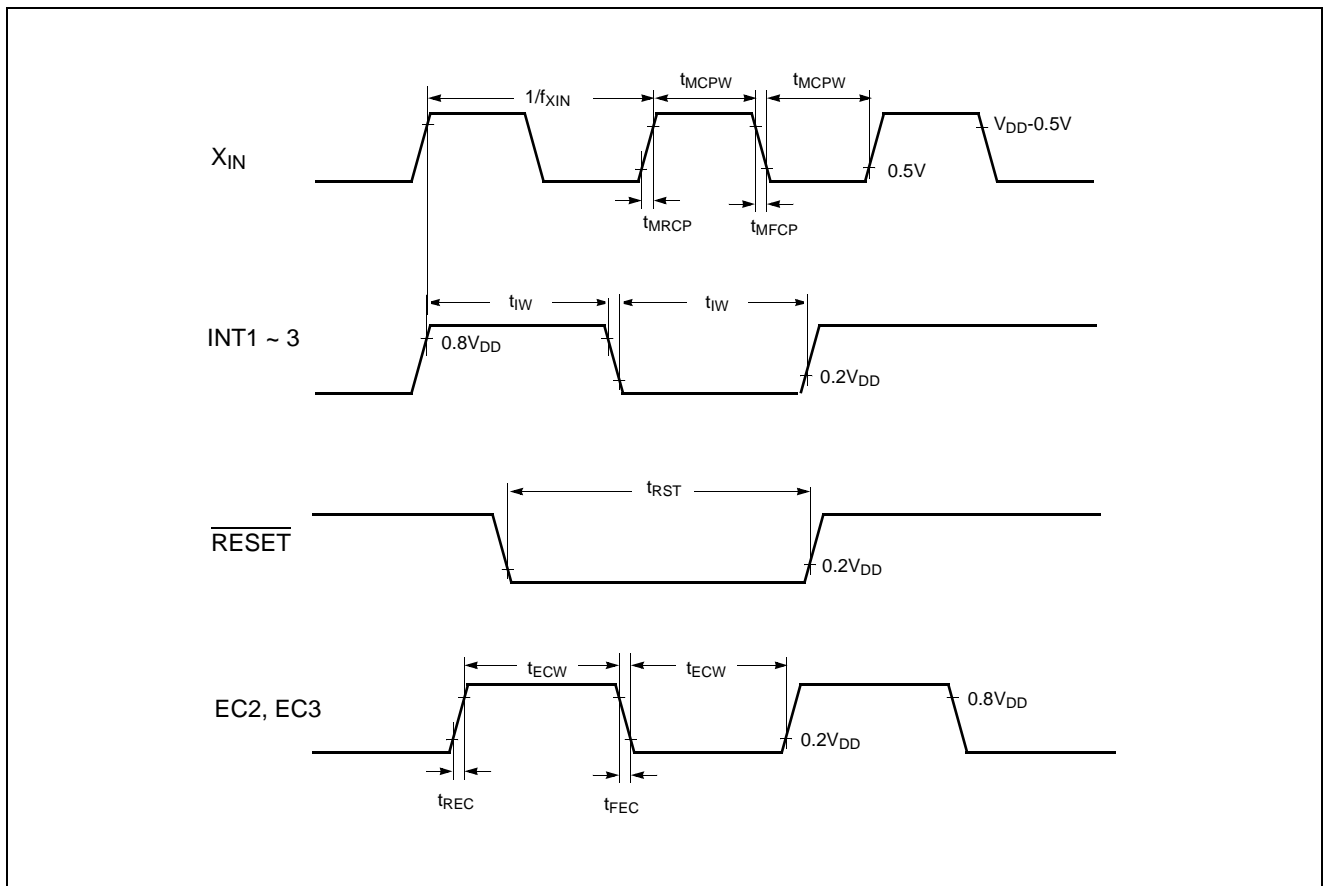 tMCPW tMCPW
1/fXIN
VDD-0.5V
XIN
0.5V
tMRCP tMFCP
tIW tIW
INT1 ~ 3
0.8VDD
0.2VDD
tRST
RESET
0.2VDD
tECW tECW
EC2, EC3
0.8VDD
0.2VDD
tREC tFEC